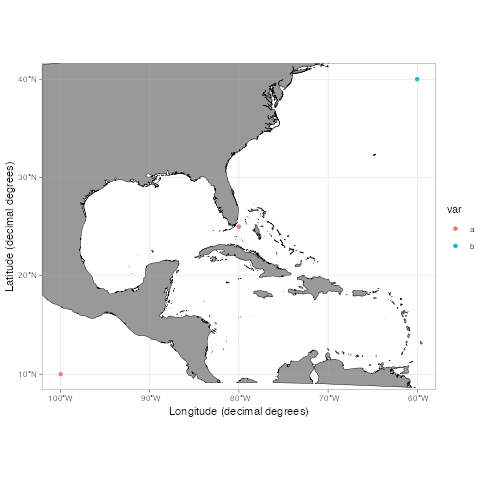 40°N
30°N
20°N
10°N
100°W 90°W 80°W 70°W 60°W
Longitude (decimal degrees)
Latitude (decimal degrees)
var
a
b